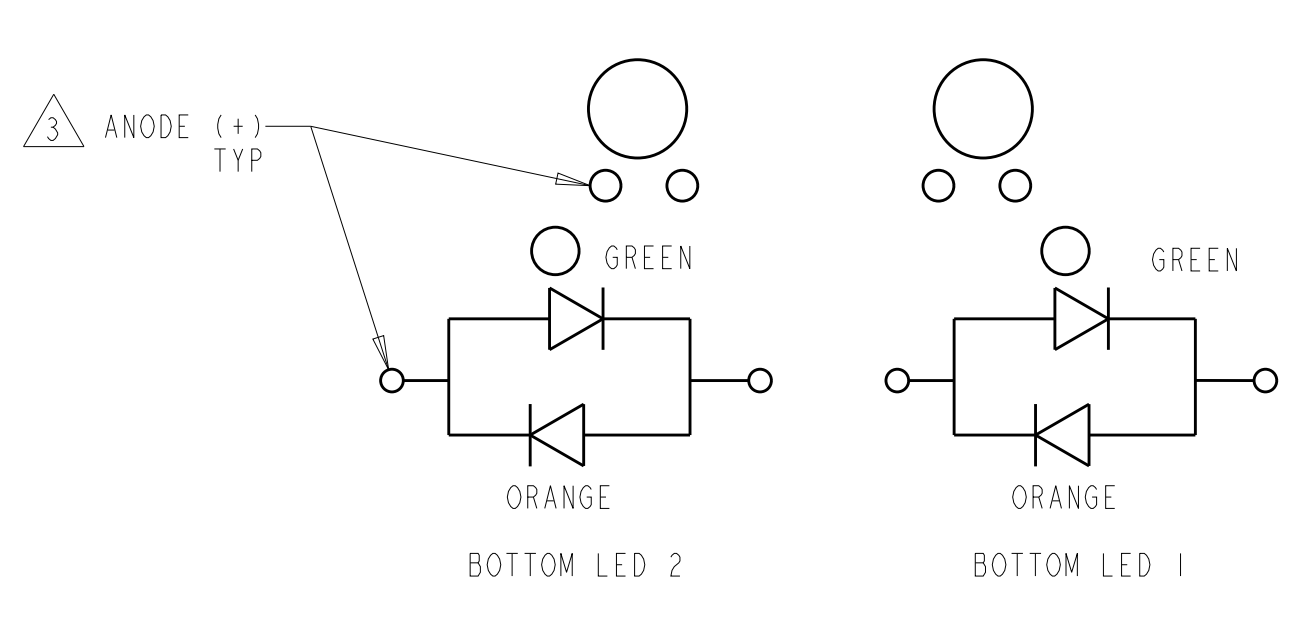 3 ANODE (+)
TYP
GREEN
GREEN
ORANGE
ORANGE
BOTTOM LED 2
BOTTOM LED 1